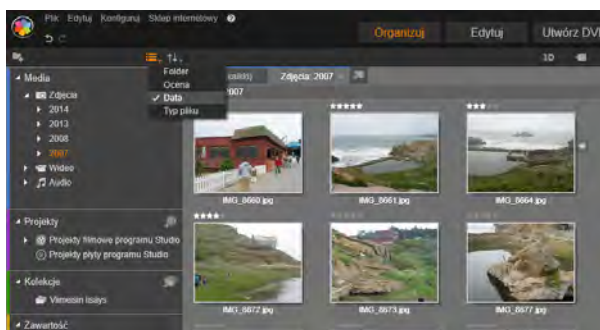 Plik Edytuj Konfiguruj Sklep internetowy
Organizuj Edytuj Utwórz DVD
3D
Folder
Ocena
Data
Typ pliku
Zdjęcia: 2007
2007
Media
Zdjęcia
2014
2013
2008
2007
Wideo
Audio
IMG_8660.jpg IMG_8661.jpg IMG_8664.jpg
Projekty
Projekty filmowe programu Studio
Projekty płyty programu Studio
Kolekcje
Viimeisin lisäys
IMG_8672.jpg IMG_8673.jpg IMG_8677.jpg
Zawartość